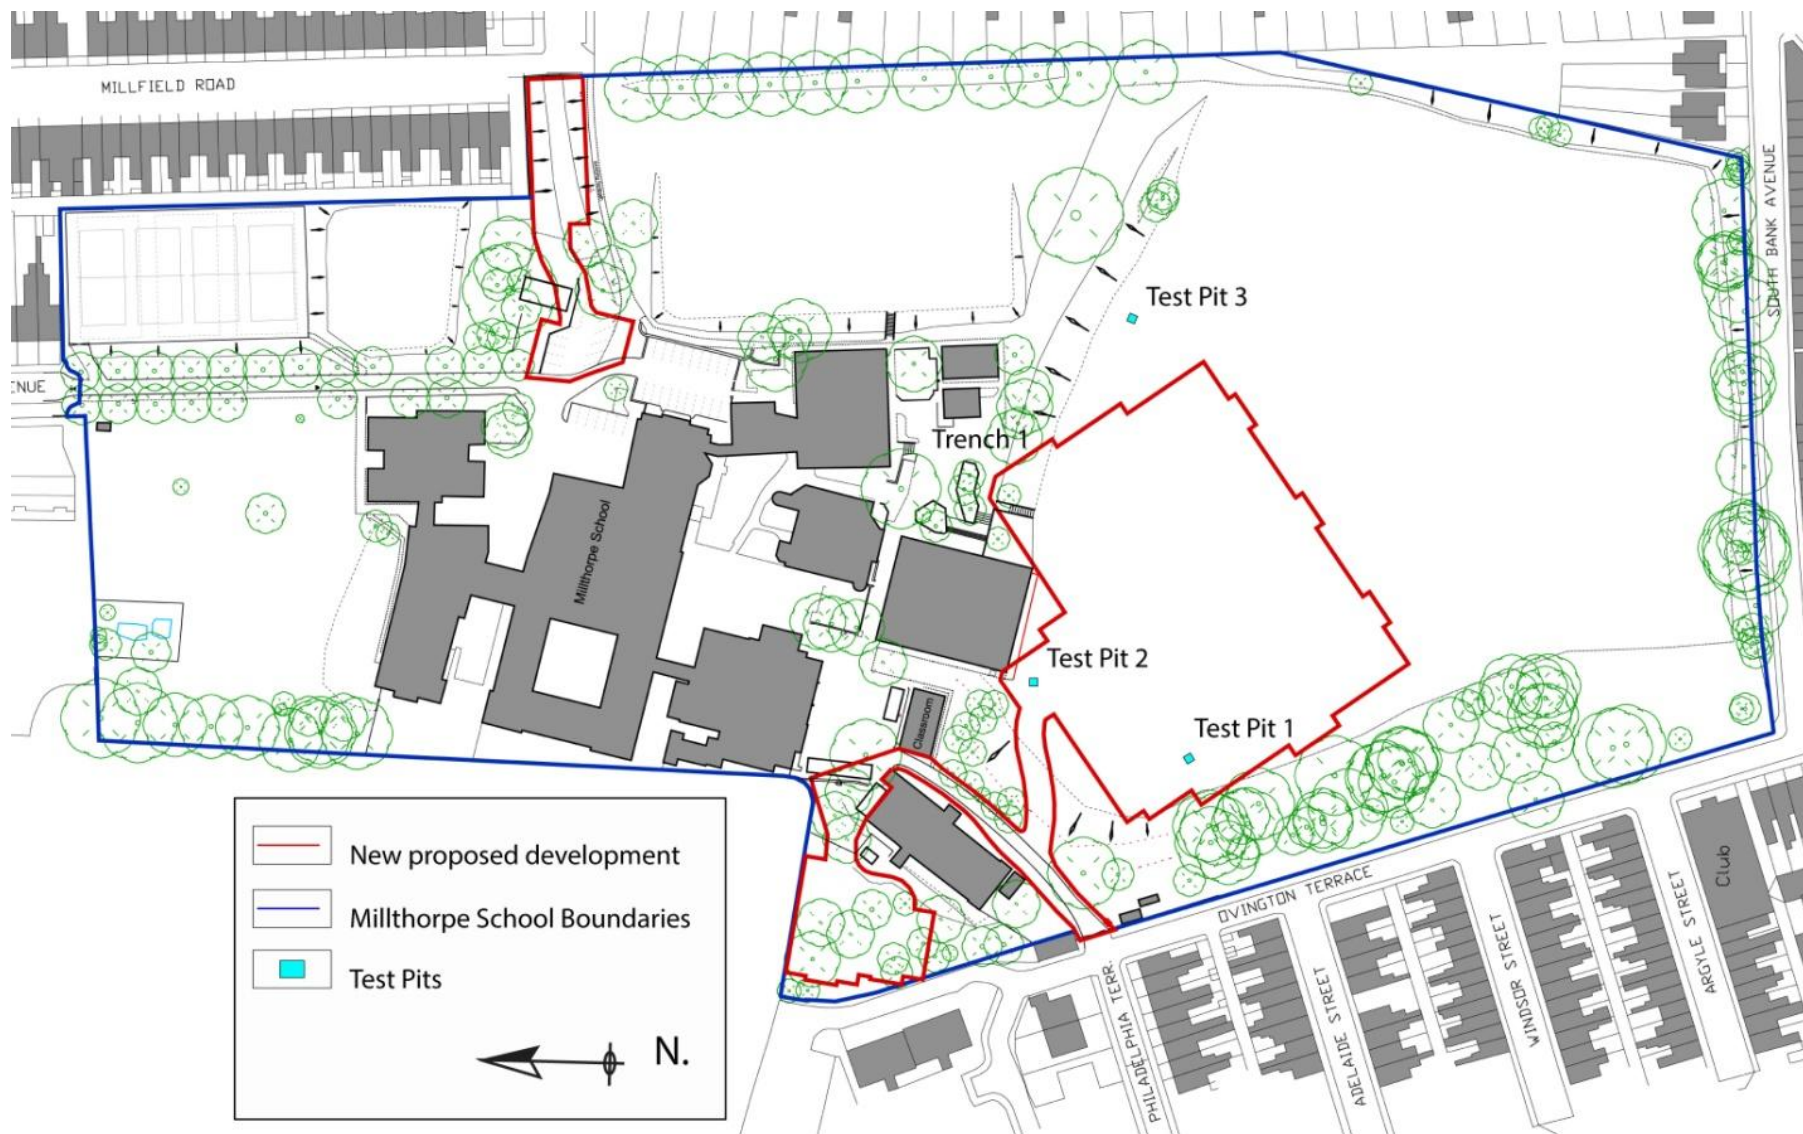 MILLFIELD ROAD
SOUTH BANK AVENUE
Test Pit 3
ENUE
Trench 1
Millthorpe School
Test Pit 2
Classroom
Test Pit 1
New proposed development
Millthorpe School Boundaries
Test Pits
N.
OVINGTON TERRACE
PHILADELPHIA TERR.
ADELAIDE STREET
WINDSOR STREET
ARGYLE STREET
Club